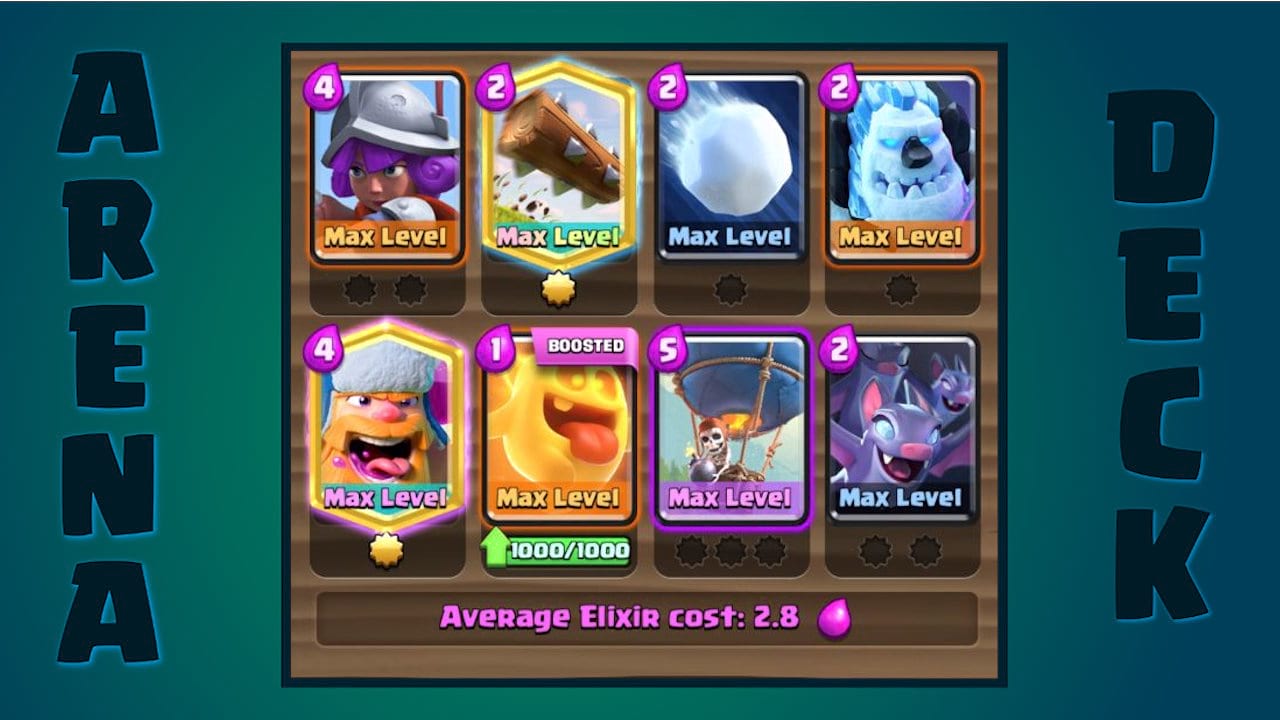 ARENA
DECK
4
2
2
2
Max Level
Max Level
Max Level
Max Level
4
1
BOOSTED
5
2
Max Level
Max Level
Max Level
Max Level
1000/1000
Average Elixir cost: 2.8